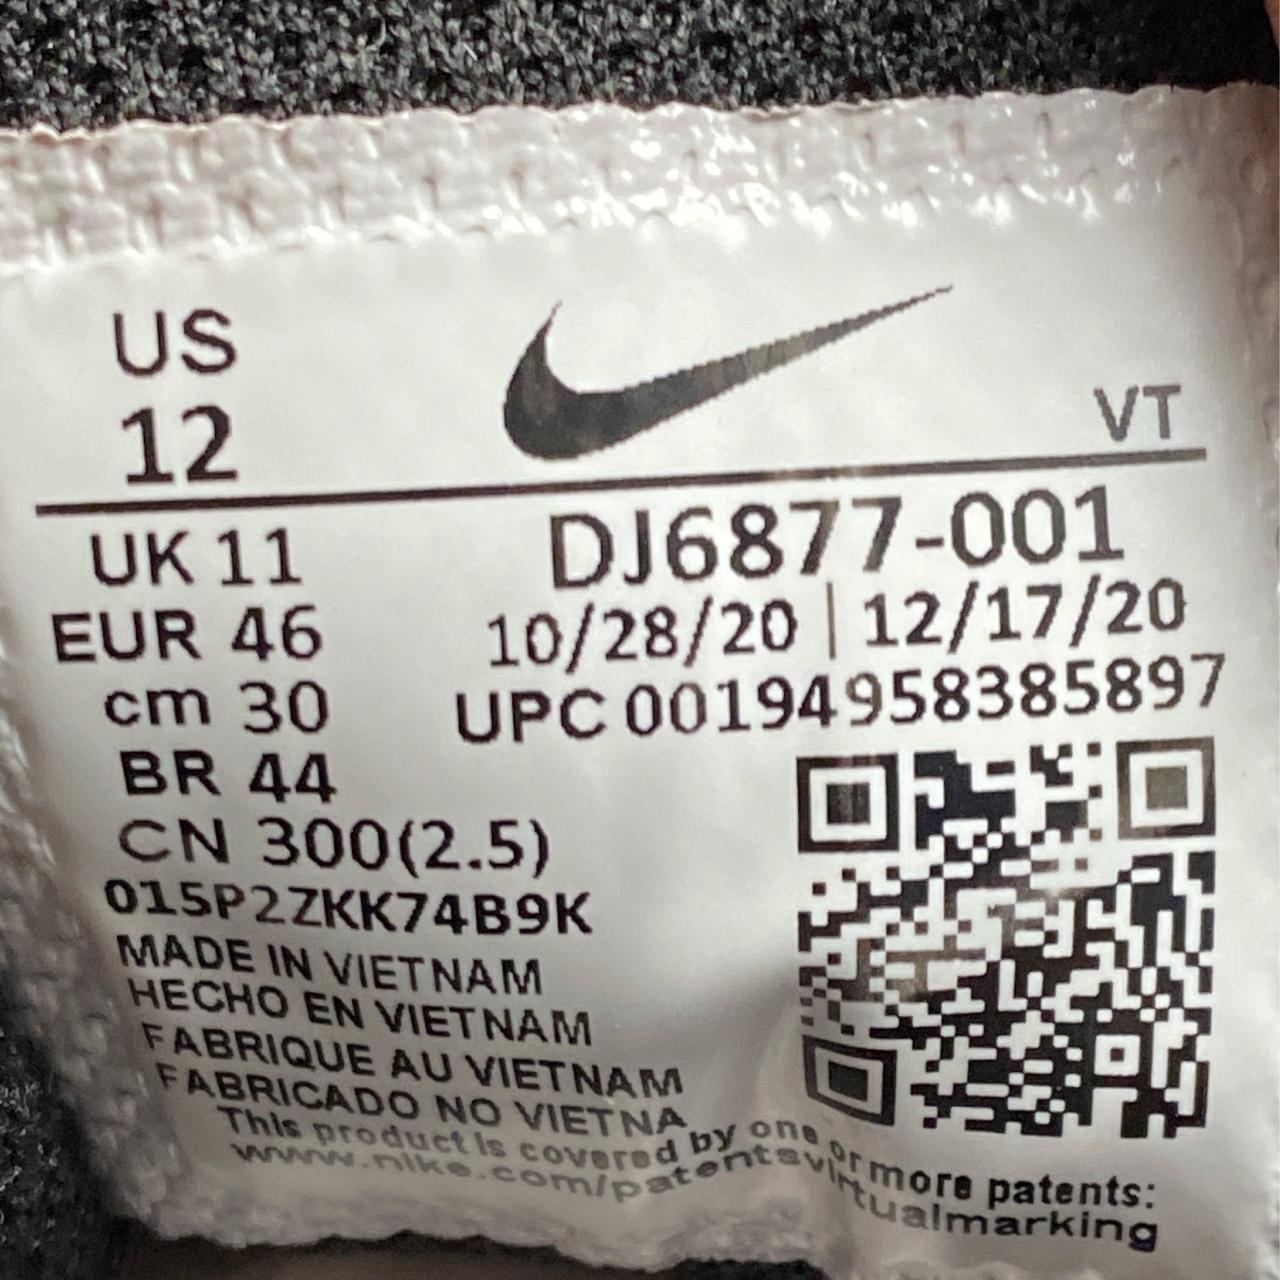 US
12
VT
UK 11
EUR 46
cm 30
BR 44
CN 300(2.5)
DJ6877-001
10/28/20 | 12/17/20
UPC 00194958385897
015P2ZKK74B9K
MADE IN VIETNAM
HECHO EN VIETNAM
FABRIQUE AU VIETNAM
FABRICADO NO VIETNA
This product is covered by one or more patents:
www.nike.com/patentsvirtualmarking